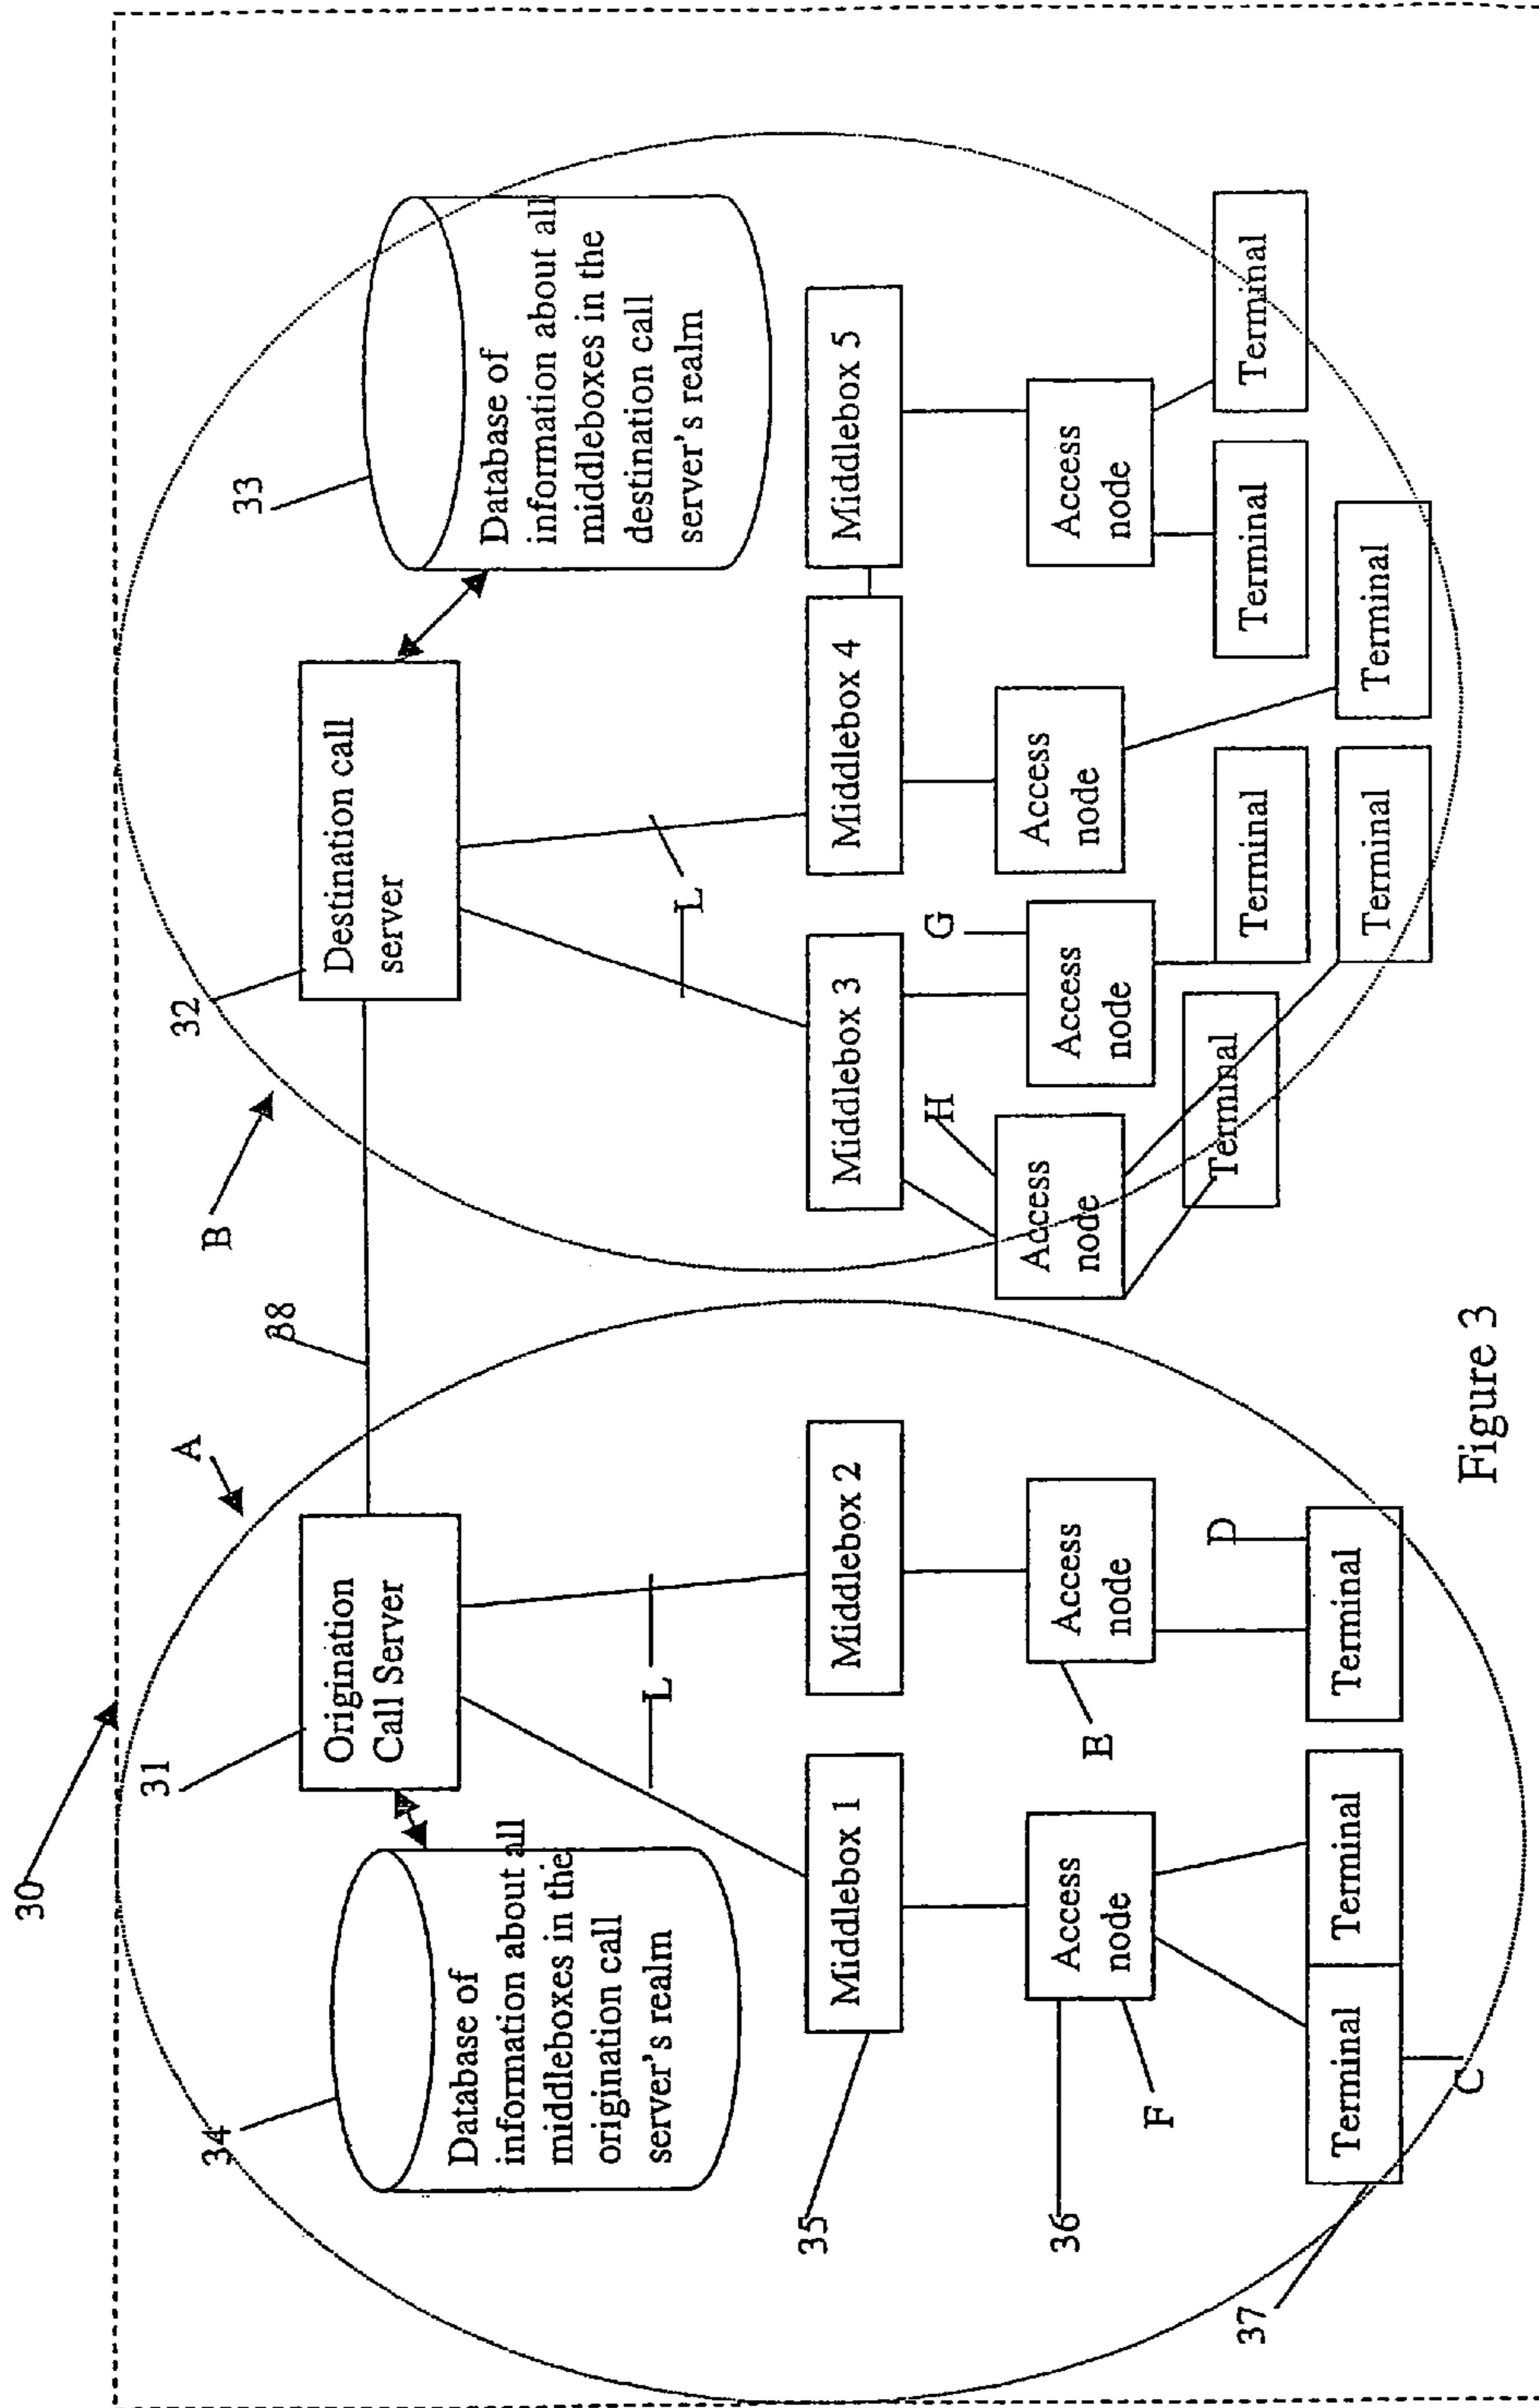 30
A
B
31
32
33
34
38
Origination
Call Server
Destination call
server
Database of
information about all
middleboxes in the
origination call
server's realm
Database of
information about all
middleboxes in the
destination call
server's realm
L
L
35
Middlebox 1
Middlebox 2
Middlebox 3
Middlebox 4
Middlebox 5
H
G
36
F
E
Access
node
Access
node
Access
node
Access
node
Access
node
Access
node
D
37
C
Terminal
Terminal
Terminal
Terminal
Terminal
Terminal
Terminal
Terminal
Terminal
Figure 3